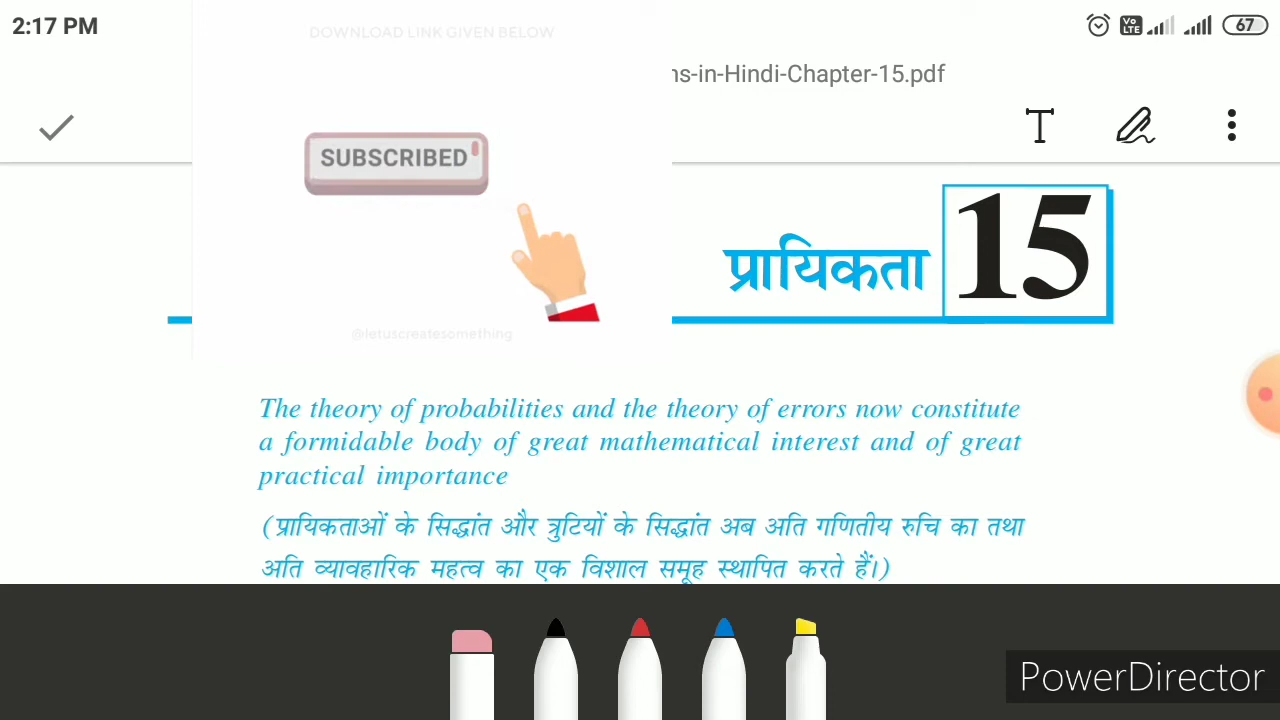 2:17 PM
DOWNLOAD LINK GIVEN BELOW
Vo LTE
67
ns-in-Hindi-Chapter-15.pdf
SUBSCRIBED
प्रायिकता 15
@letuscreatesomething
The theory of probabilities and the theory of errors now constitute
a formidable body of great mathematical interest and of great
practical importance
(प्रायिकताओं के सिद्धांत और त्रुटियों के सिद्धांत अब अति गणितीय रुचि का तथा
अति व्यावहारिक महत्व का एक विशाल समूह स्थापित करते हैं।)
PowerDirector